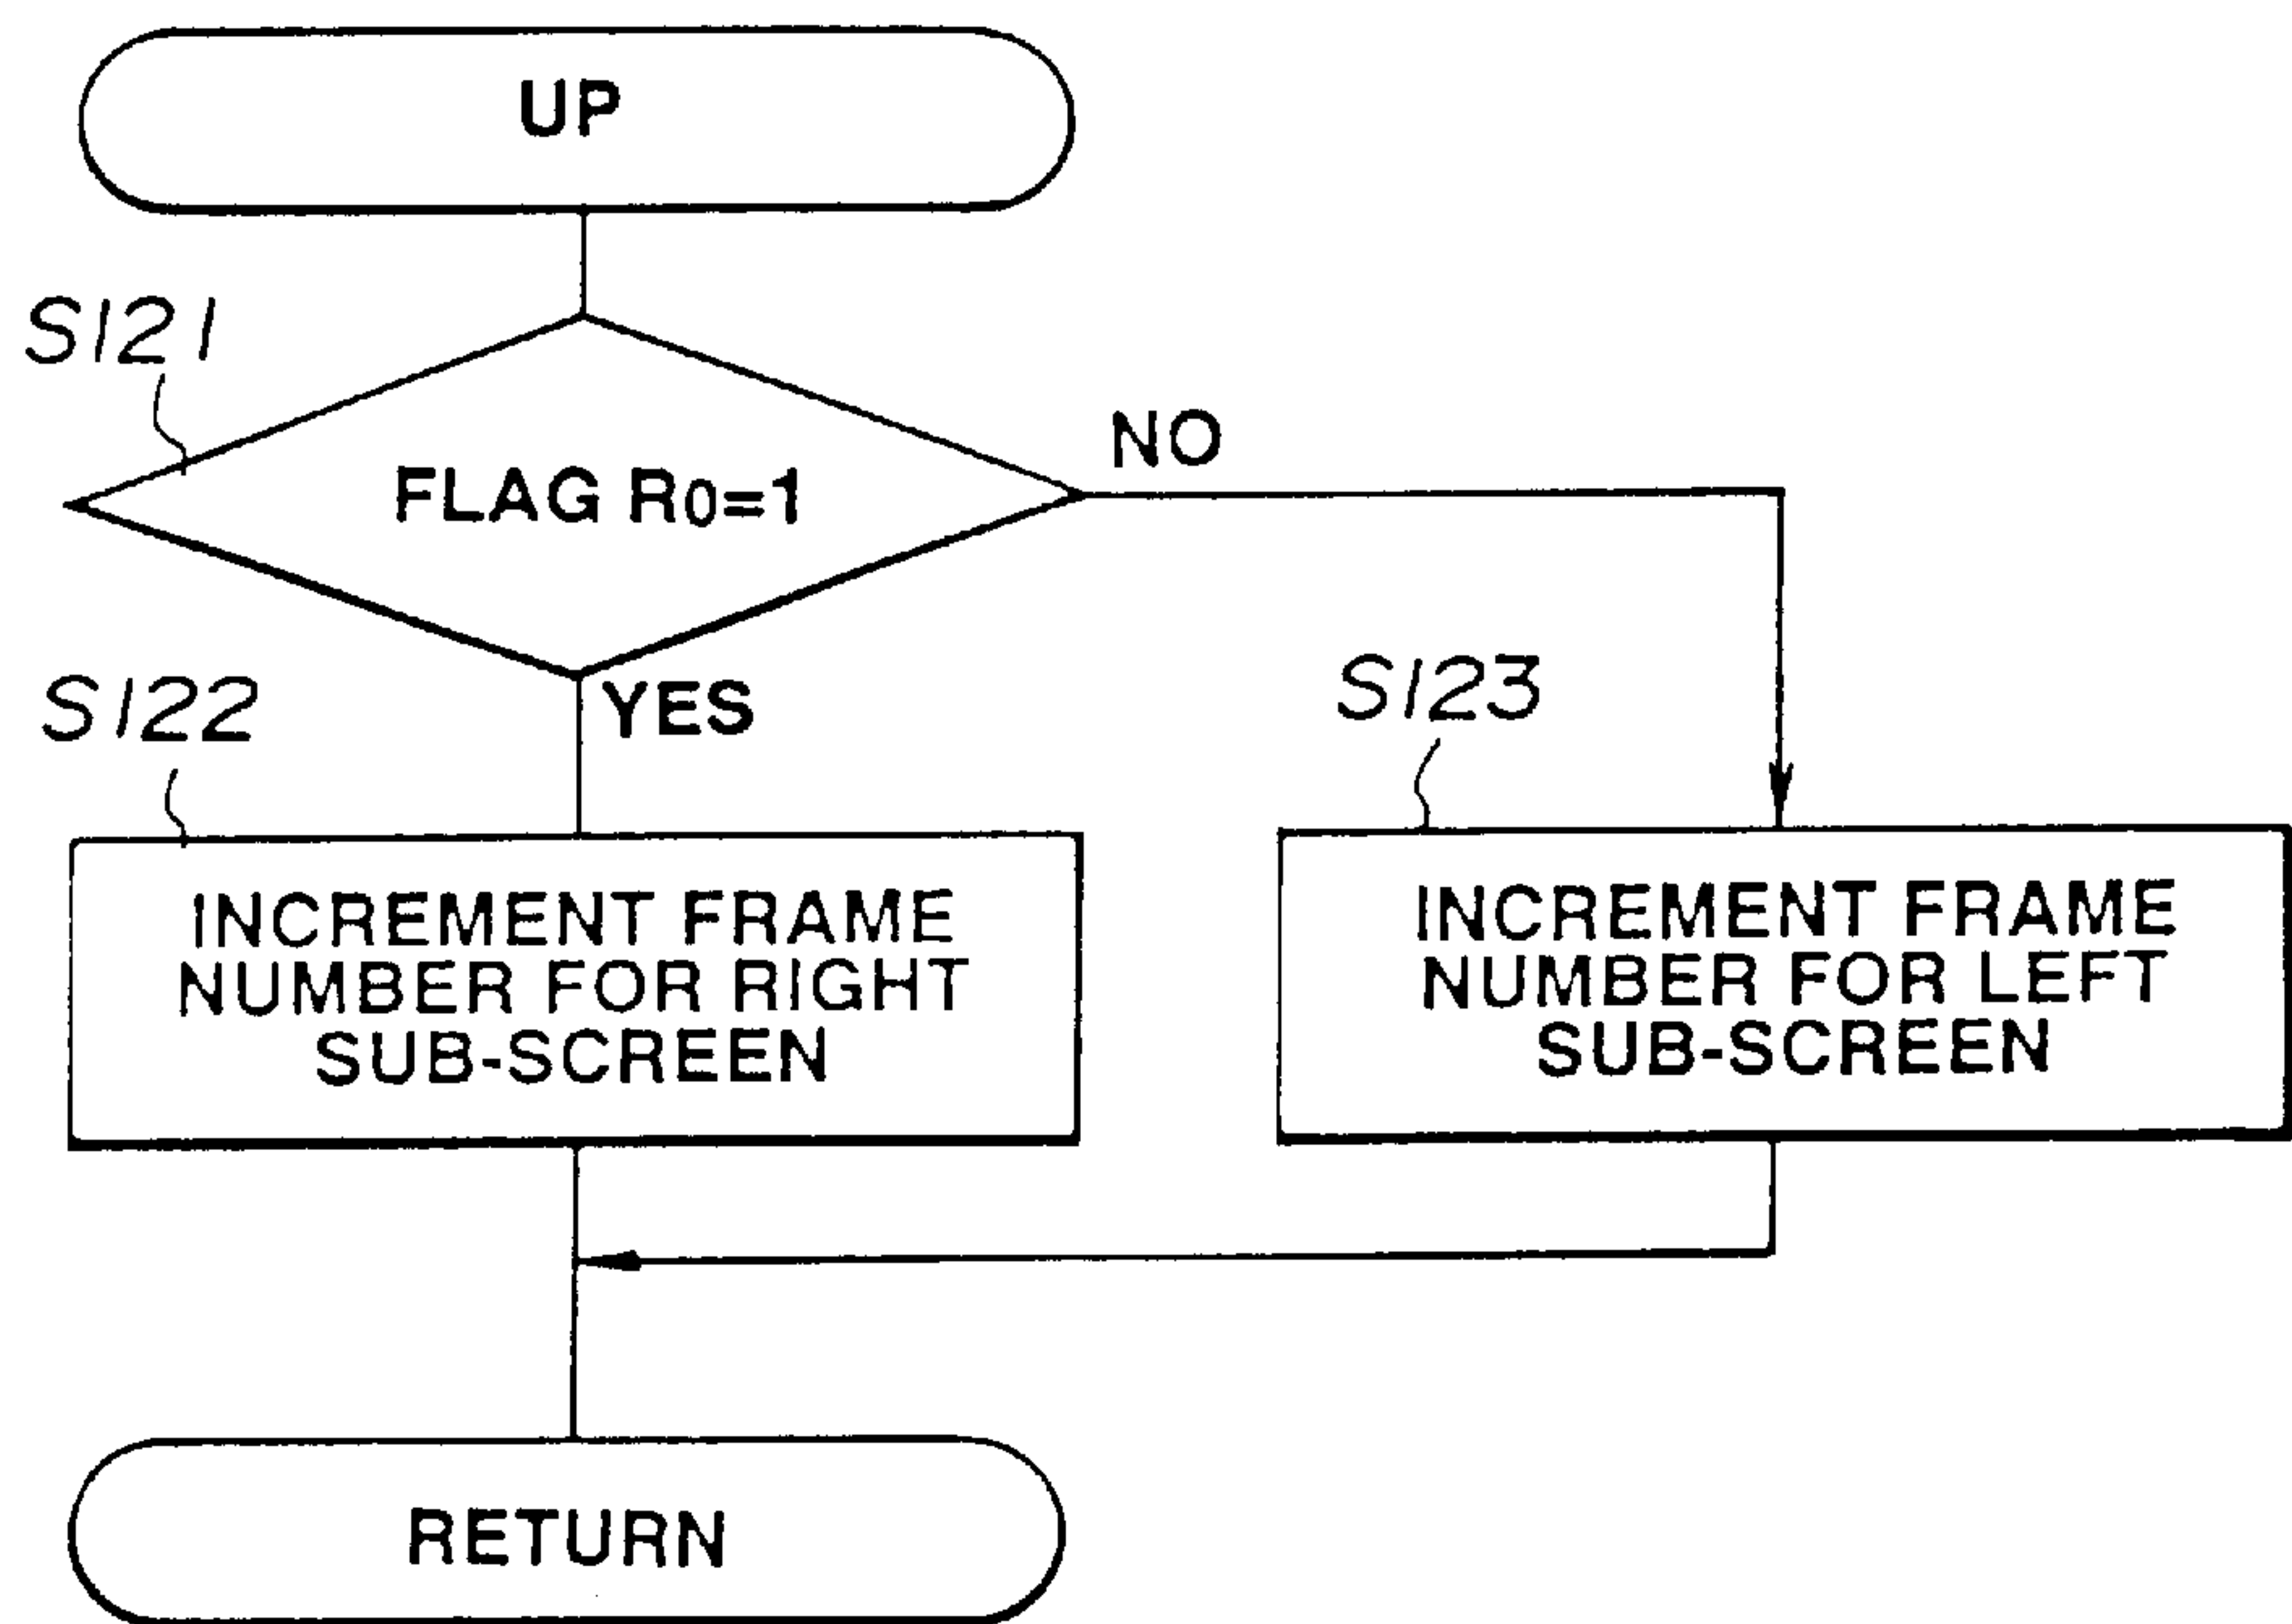 UP
S121
FLAG R0=1
NO
YES
S122
INCREMENT FRAME
NUMBER FOR RIGHT
SUB-SCREEN
S123
INCREMENT FRAME
NUMBER FOR LEFT
SUB-SCREEN
RETURN